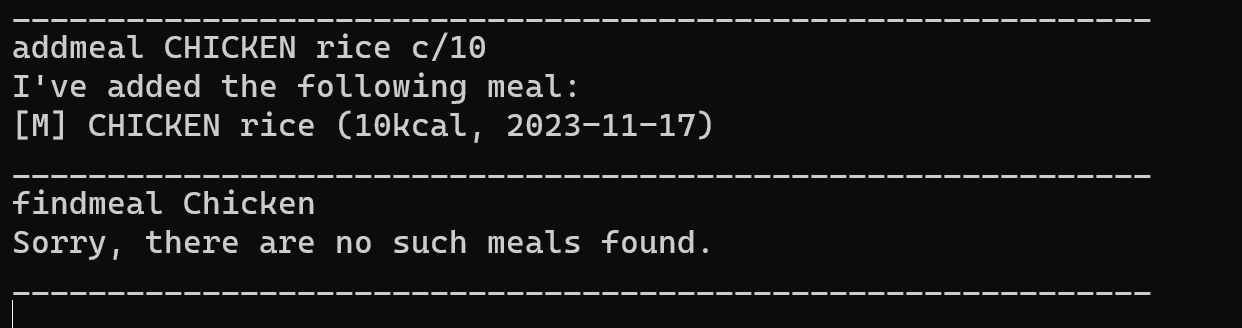 ____________________________________________________________
addmeal CHICKEN rice c/10
I've added the following meal:
[M] CHICKEN rice (10kcal, 2023-11-17)
____________________________________________________________
findmeal Chicken
Sorry, there are no such meals found.
____________________________________________________________